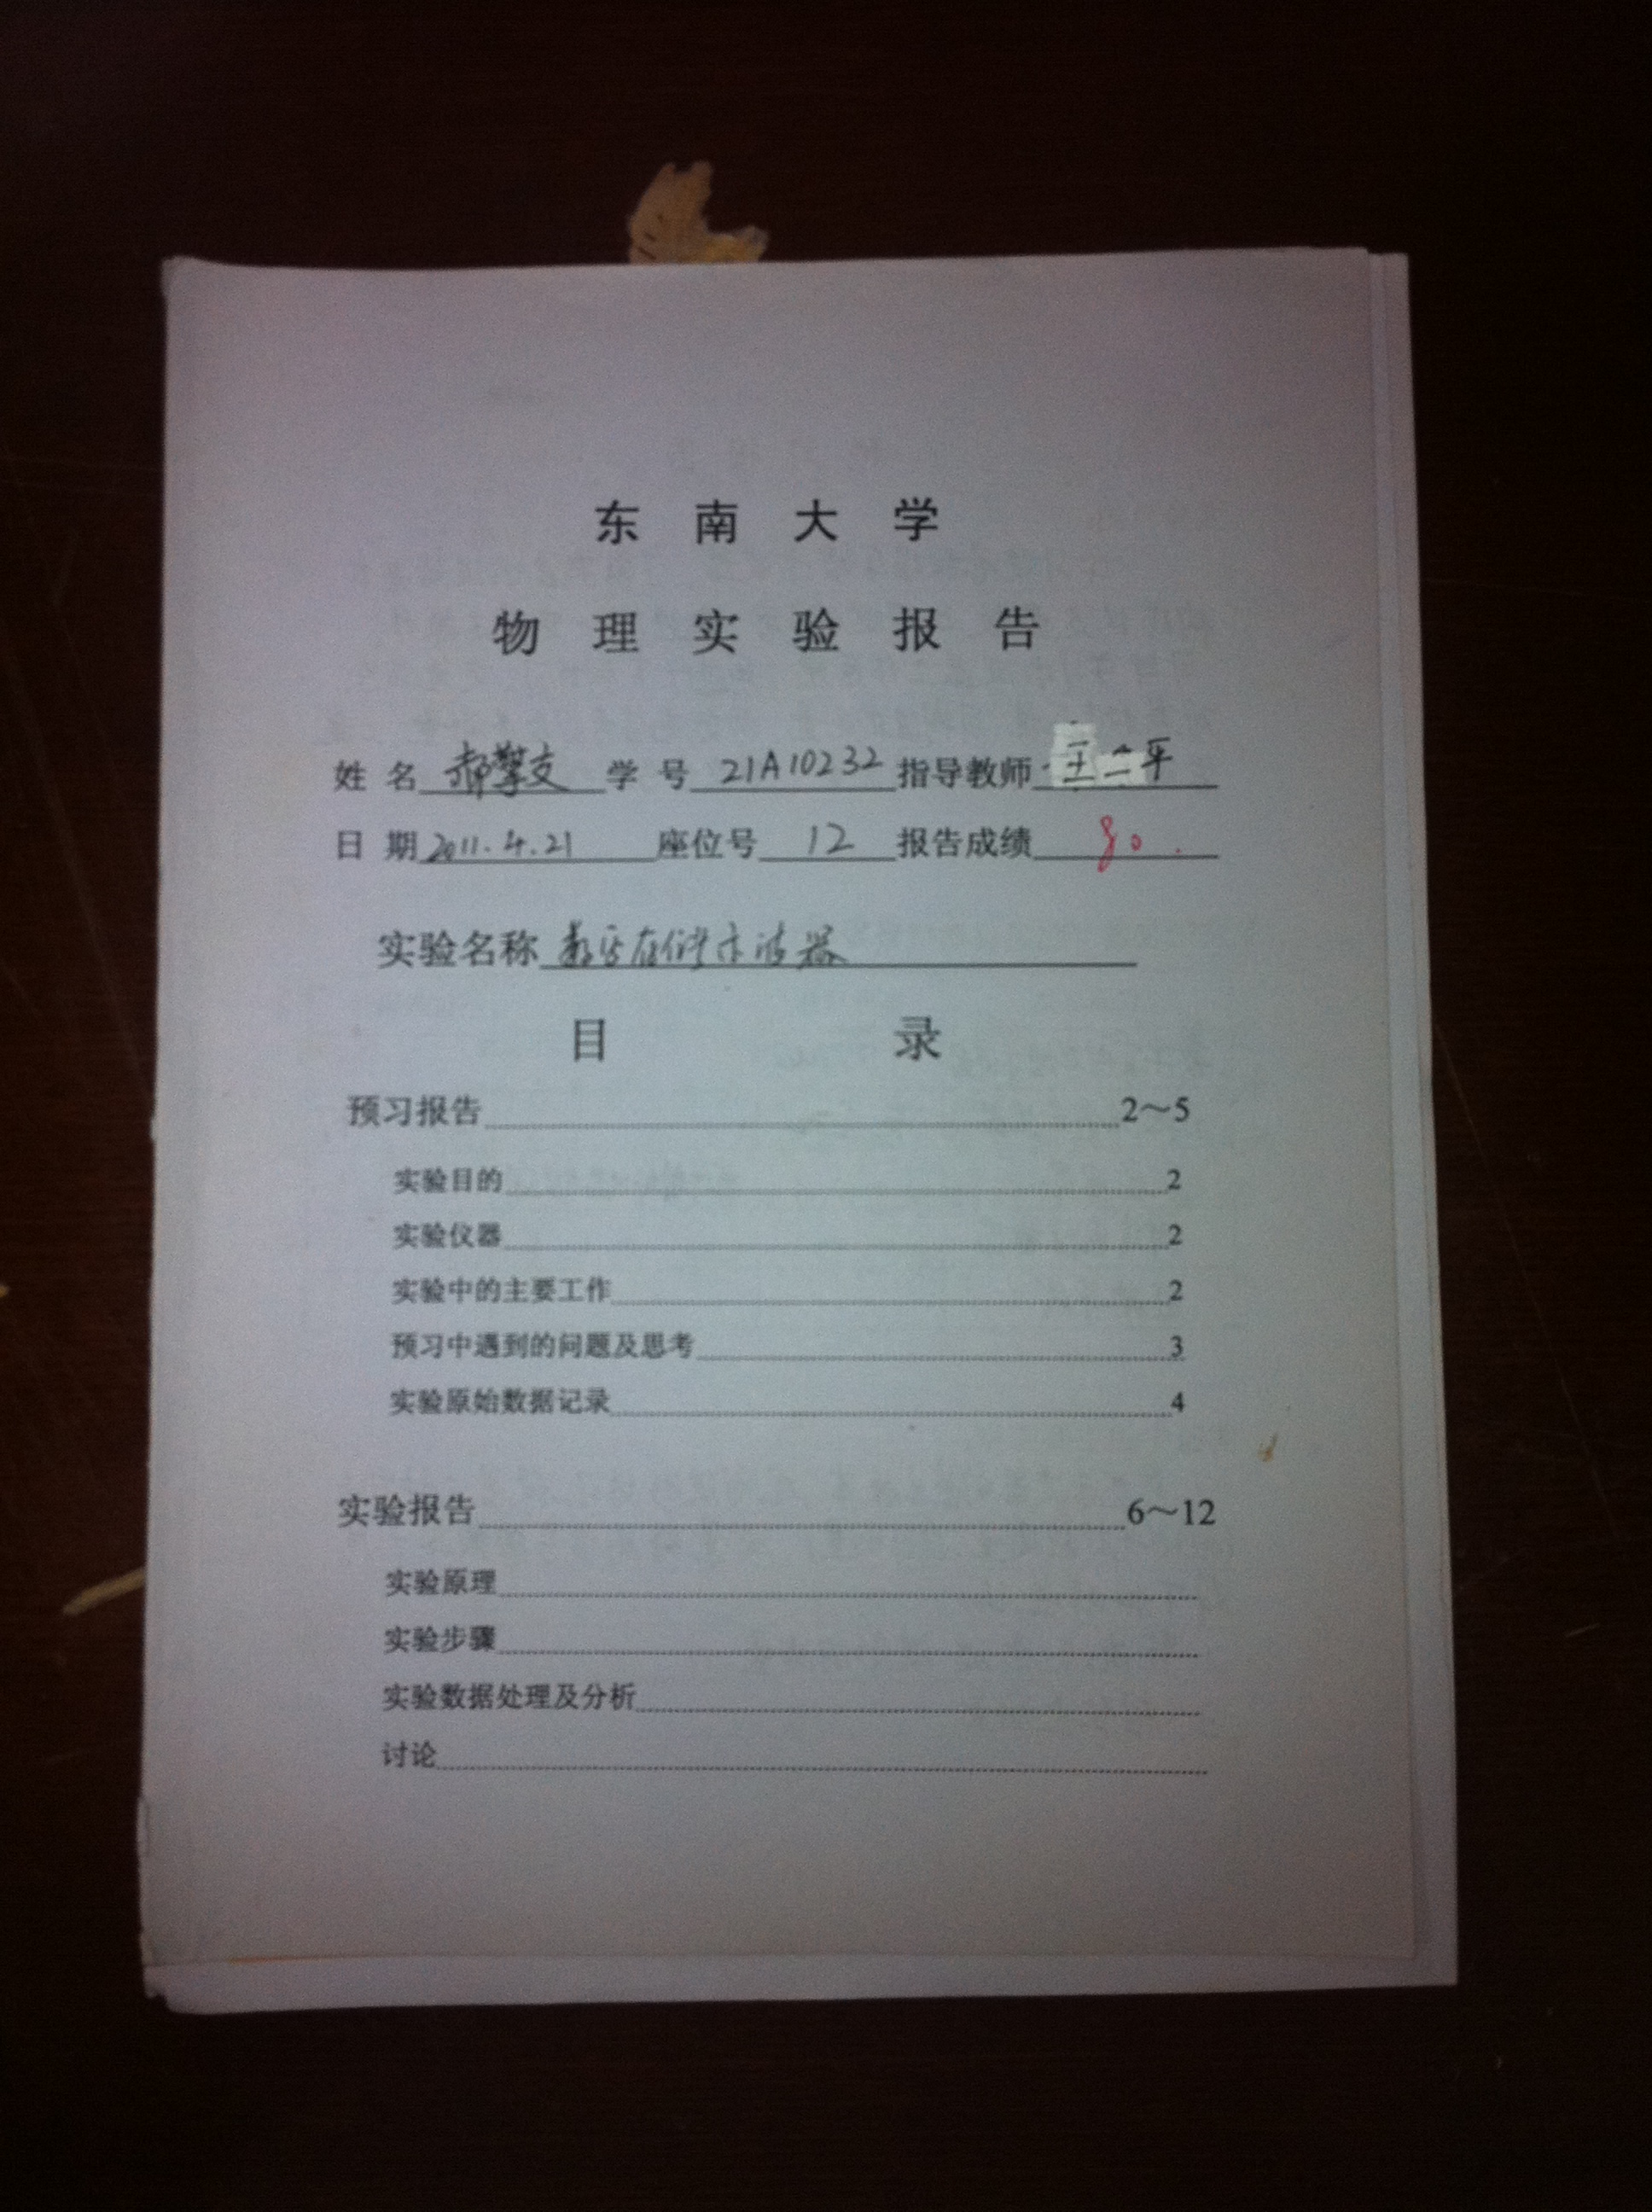 东南大学
物理实验报告
姓名 郝擎支 学号 21A10232 指导教师 王
日期 2011.4.21 座位号 12 报告成绩 80.
实验名称 数字存储示波器
目录
预习报告 2～5
实验目的 2
实验仪器 2
实验中的主要工作 2
预习中遇到的问题及思考 3
实验原始数据记录 4
实验报告 6～12
实验原理
实验步骤
实验数据处理及分析
讨论